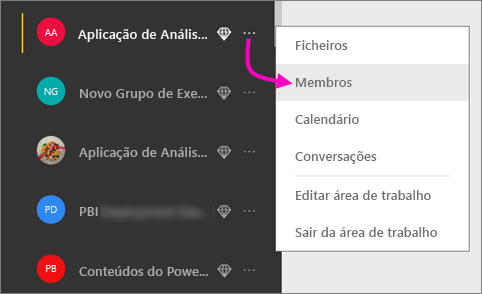 AA Aplicação de Anális... ...
NG Novo Grupo de Exe... ...
Aplicação de Anális... ...
PD PBI ...
PB Conteúdos do Powe... ...
Ficheiros
Membros
Calendário
Conversações
Editar área de trabalho
Sair da área de trabalho